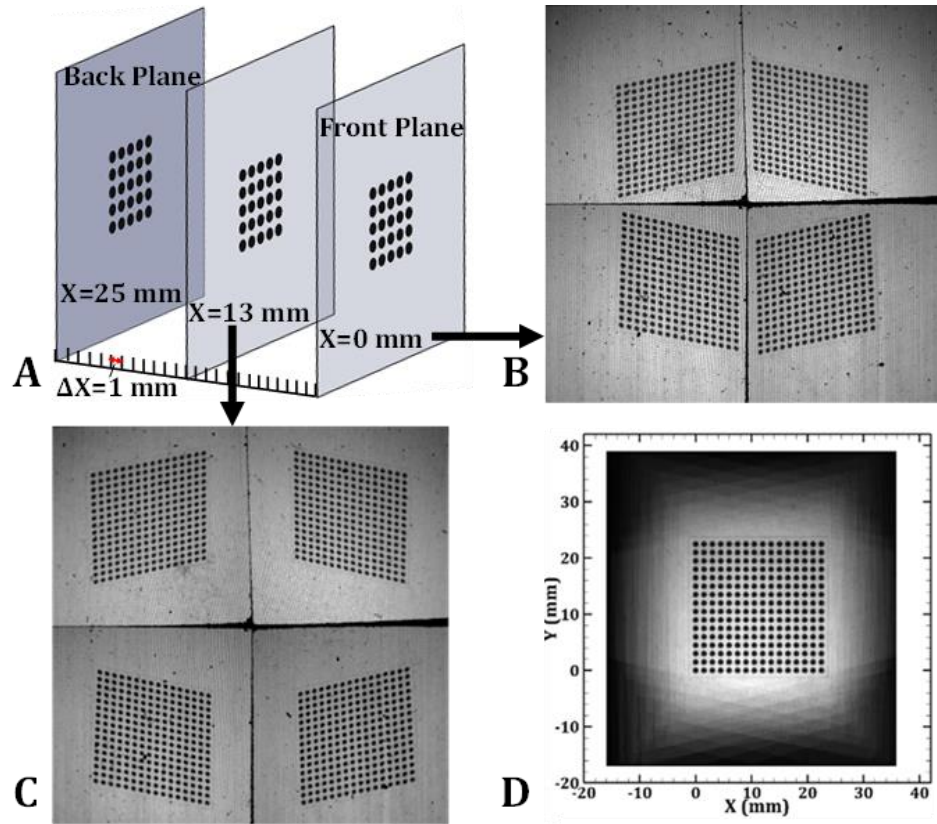 Back Plane
Front Plane
X=25 mm
X=13 mm
X=0 mm
ΔX=1 mm
A
B
C
D
40
30
20
10
0
-10
-20
Y (mm)
-20
-10
0
10
20
30
40
X (mm)